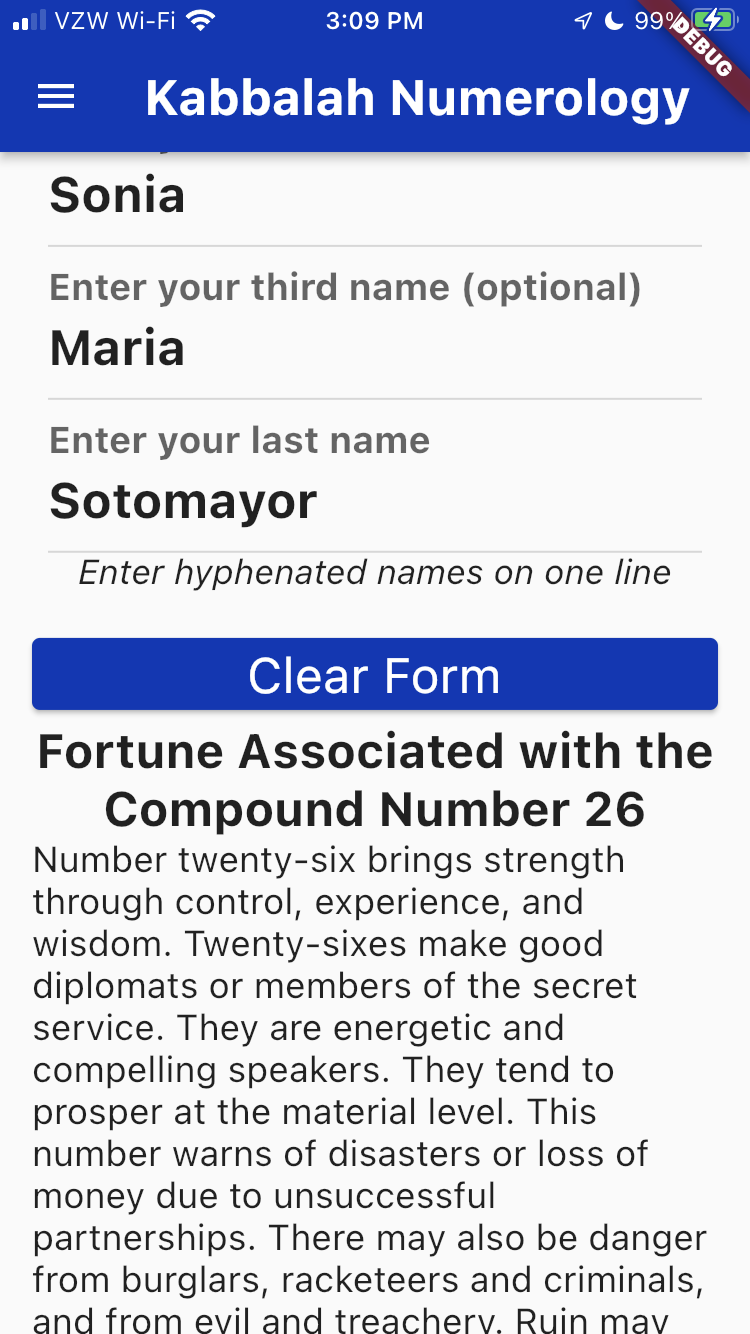 VZW Wi-Fi 3:09 PM 99%
DEBUG
Kabbalah Numerology
Sonia
Enter your third name (optional)
Maria
Enter your last name
Sotomayor
Enter hyphenated names on one line
Clear Form
Fortune Associated with the
Compound Number 26
Number twenty-six brings strength
through control, experience, and
wisdom. Twenty-sixes make good
diplomats or members of the secret
service. They are energetic and
compelling speakers. They tend to
prosper at the material level. This
number warns of disasters or loss of
money due to unsuccessful
partnerships. There may also be danger
from burglars, racketeers and criminals,
and from evil and treachery. Ruin may